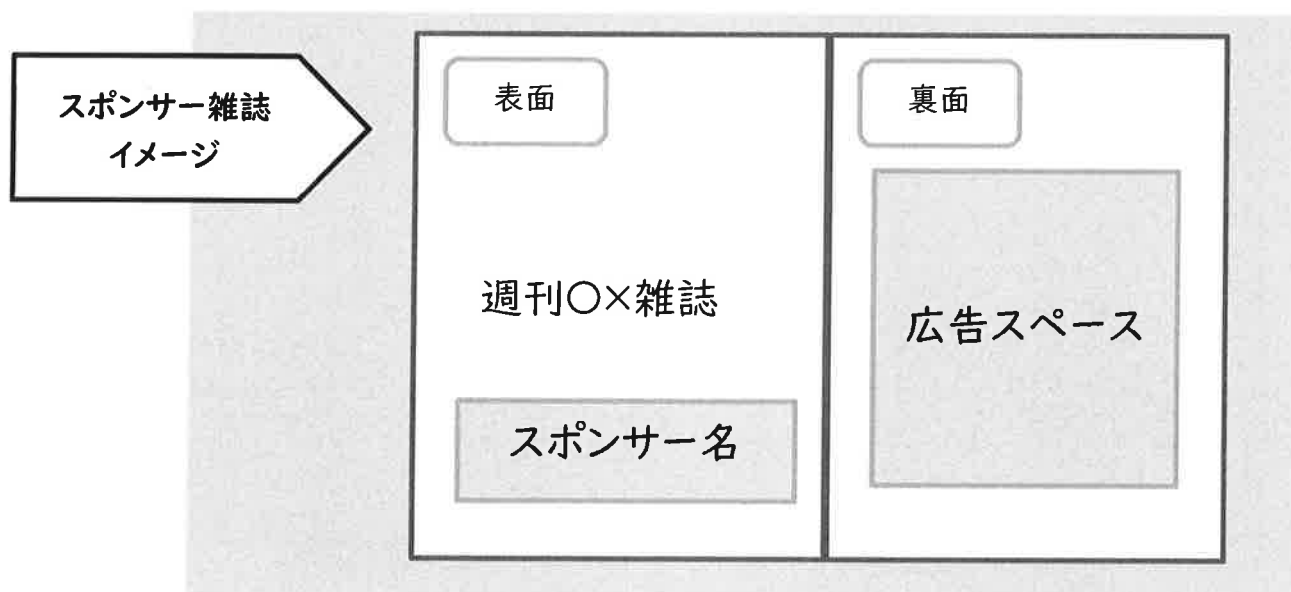 スポンサー雑誌
イメージ
表面
週刊○×雑誌
スポンサー名
裏面
広告スペース